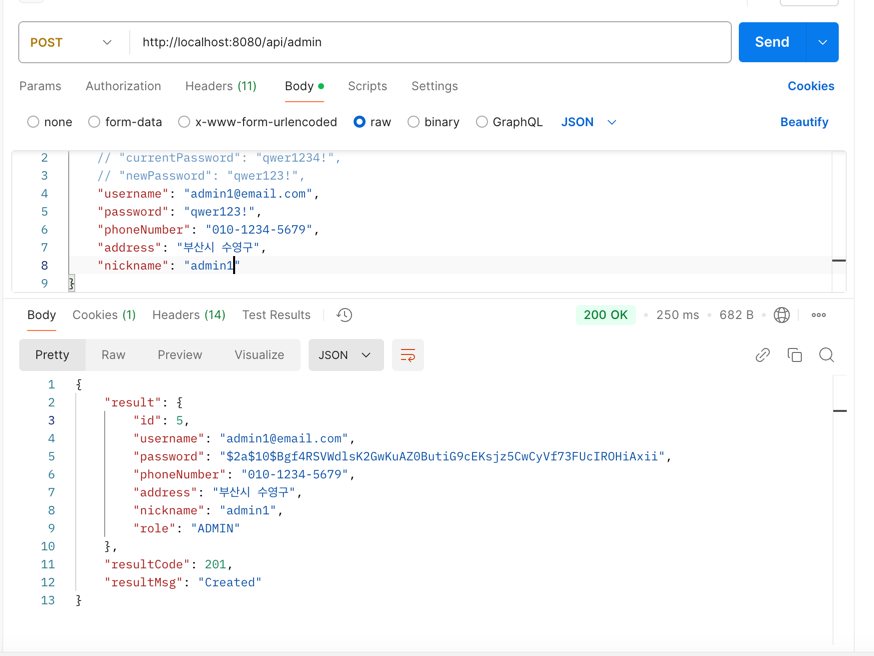 POST http://localhost:8080/api/admin Send
Params Authorization Headers (11) Body Scripts Settings Cookies
none form-data x-www-form-urlencoded raw binary GraphQL JSON Beautify
2 // "currentPassword": "qwer1234!",
3 // "newPassword": "qwer123!",
4 "username": "admin1@email.com",
5 "password": "qwer123!",
6 "phoneNumber": "010-1234-5679",
7 "address": "부산시 수영구",
8 "nickname": "admin1"
9 }
Body Cookies (1) Headers (14) Test Results 200 OK 250 ms 682 B
Pretty Raw Preview Visualize JSON
1 {
2 "result": {
3 "id": 5,
4 "username": "admin1@email.com",
5 "password": "$2a$10$Bgf4RSVWdlsK2GwKuAZ0ButiG9cEKsjz5CwCyVf73FUcIROHiAxii",
6 "phoneNumber": "010-1234-5679",
7 "address": "부산시 수영구",
8 "nickname": "admin1",
9 "role": "ADMIN"
10 },
11 "resultCode": 201,
12 "resultMsg": "Created"
13 }